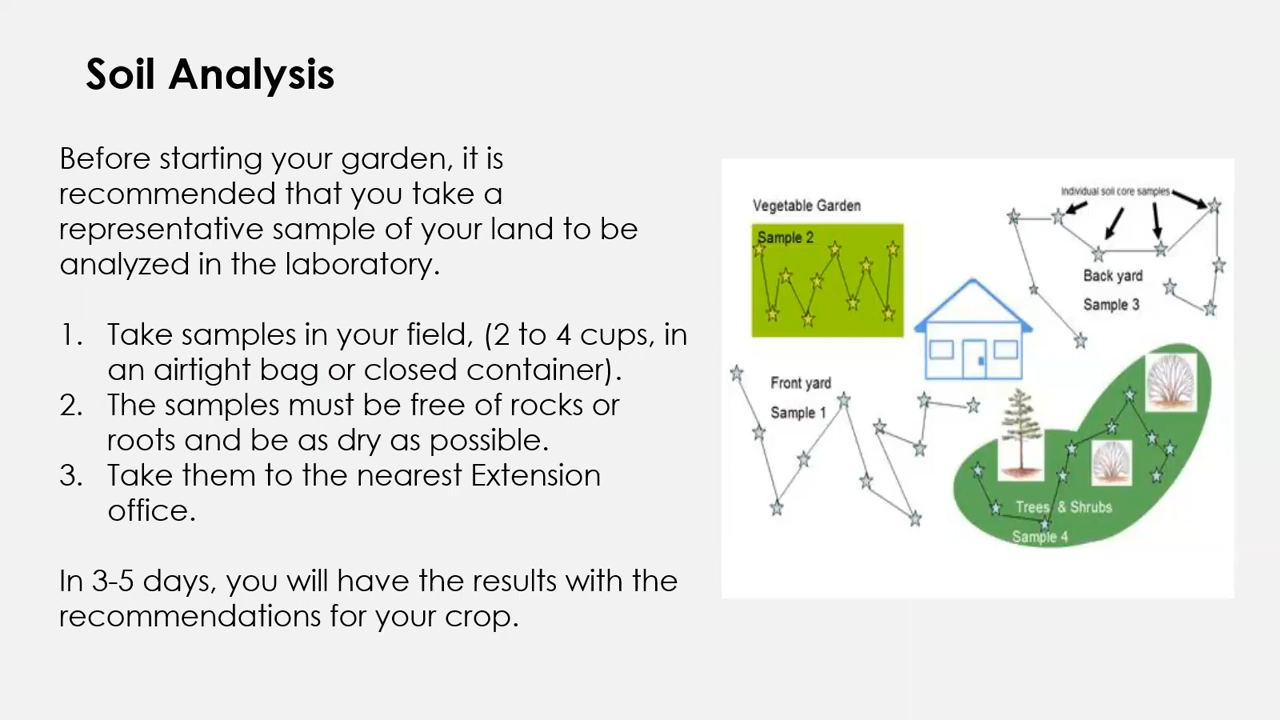 Soil Analysis
Before starting your garden, it is
recommended that you take a
representative sample of your land to be
analyzed in the laboratory.
1. Take samples in your field, (2 to 4 cups, in
an airtight bag or closed container).
2. The samples must be free of rocks or
roots and be as dry as possible.
3. Take them to the nearest Extension
office.
In 3-5 days, you will have the results with the
recommendations for your crop.
Individual soil core samples
Vegetable Garden
Sample 2
Back yard
Sample 3
Front yard
Sample 1
Trees & Shrubs
Sample 4